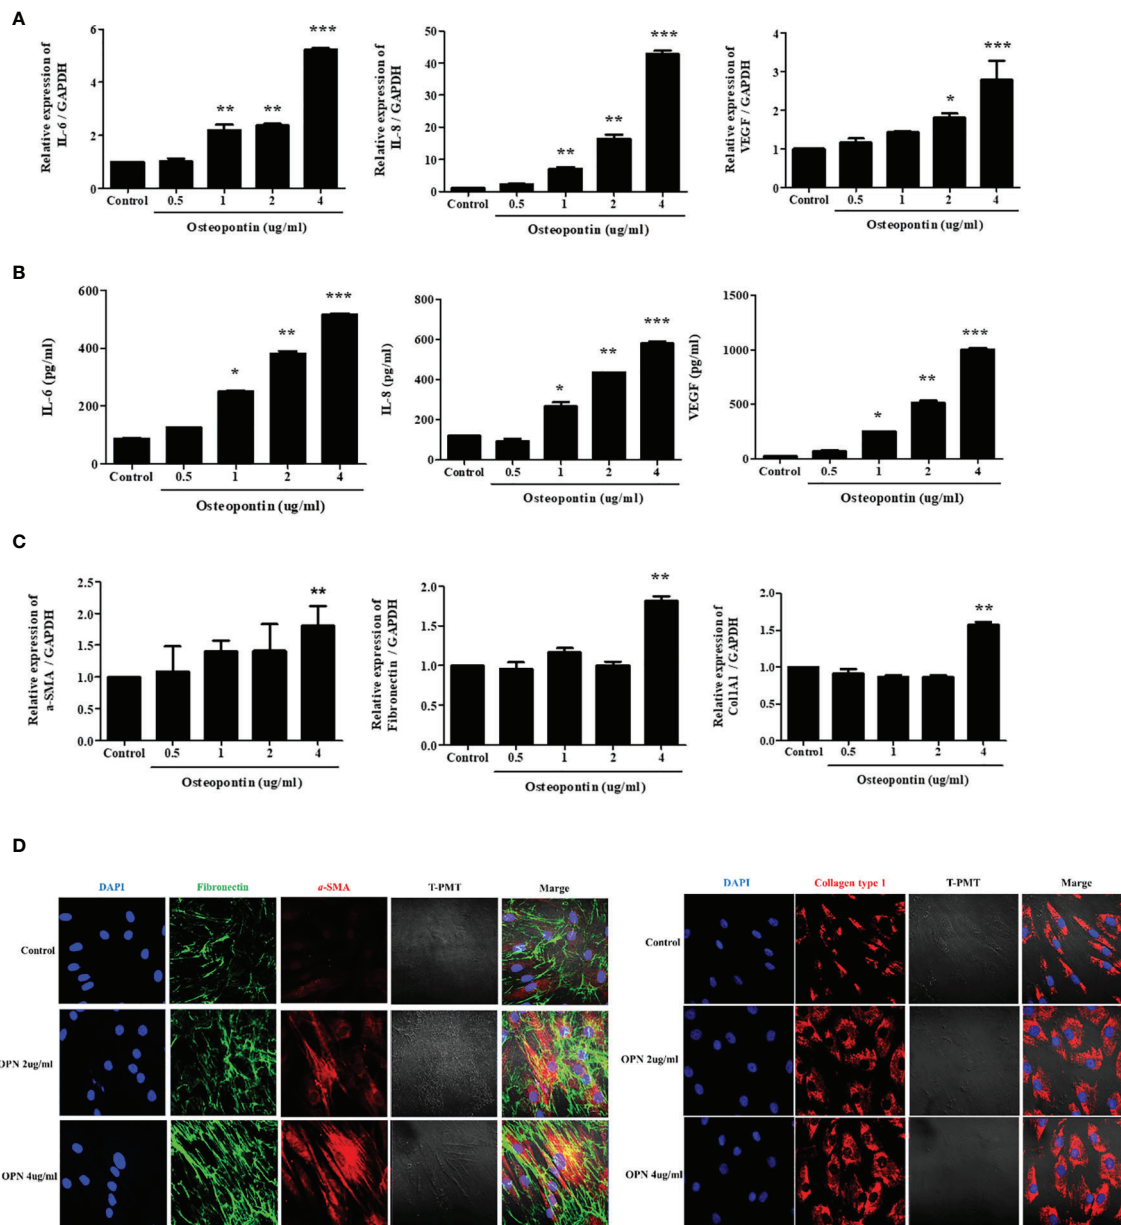 A
Relative expression of
IL-6 / GAPDH
6
4
2
0
**
**
***
Control
0.5
1
2
4
Osteopontin (ug/ml)
Relative expression of
IL-8 / GAPDH
50
40
30
20
10
0
**
**
***
Control
0.5
1
2
4
Osteopontin (ug/ml)
Relative expression of
VEGF / GAPDH
4
3
2
1
0
*
***
Control
0.5
1
2
4
Osteopontin (ug/ml)
B
IL-6 (pg/ml)
600
400
200
0
*
**
***
Control
0.5
1
2
4
Osteopontin (ug/ml)
IL-8 (pg/ml)
800
600
400
200
0
*
**
***
Control
0.5
1
2
4
Osteopontin (ug/ml)
VEGF (pg/ml)
1500
1000
500
0
*
**
***
Control
0.5
1
2
4
Osteopontin (ug/ml)
C
Relative expression of
a-SMA / GAPDH
2.5
2.0
1.5
1.0
0.5
0.0
**
Control
0.5
1
2
4
Osteopontin (ug/ml)
Relative expression of
Fibronectin / GAPDH
2.0
1.5
1.0
0.5
0.0
**
Control
0.5
1
2
4
Osteopontin (ug/ml)
Relative expression of
Col1A1 / GAPDH
2.0
1.5
1.0
0.5
0.0
**
Control
0.5
1
2
4
Osteopontin (ug/ml)
D
DAPI Fibronectin a-SMA T-PMT Marge
Control
OPN 2ug/ml
OPN 4ug/ml
DAPI Collagen type 1 T-PMT Marge
Control
OPN 2ug/ml
OPN 4ug/ml